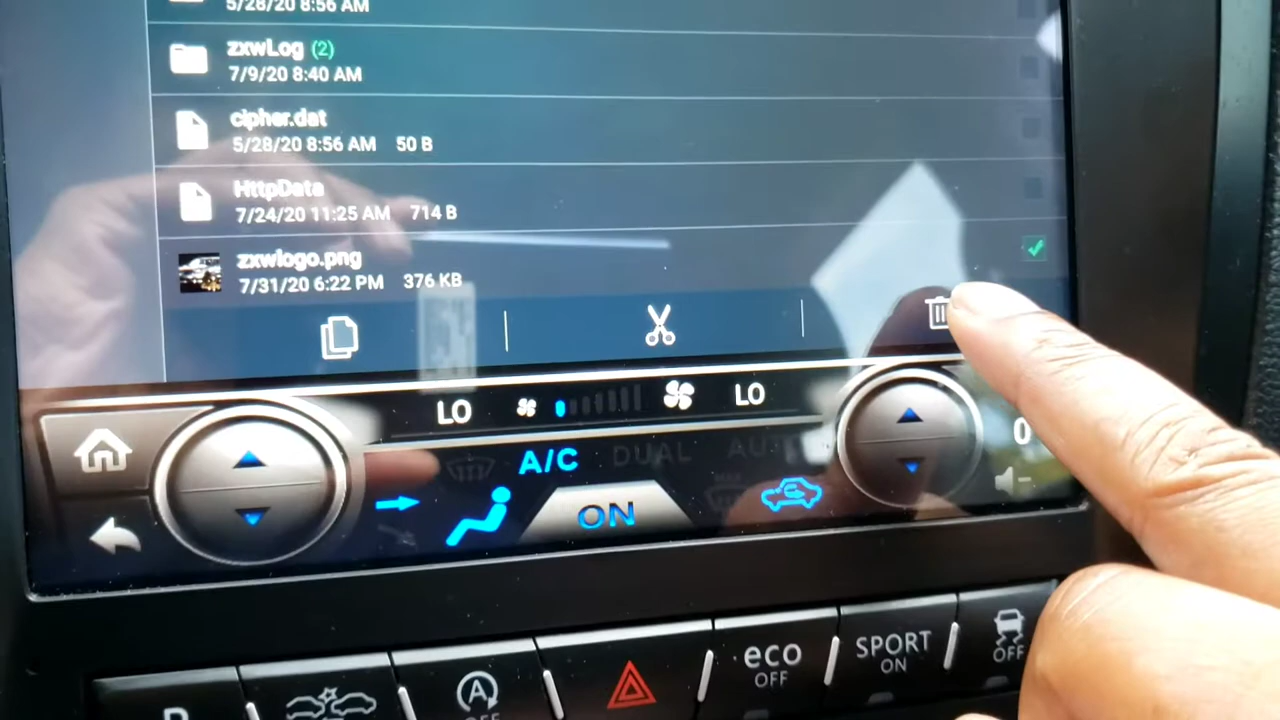 5/28/20 8:56 AM
zxwLog (2)
7/9/20 8:40 AM
cipher.dat
5/28/20 8:56 AM 50 B
HttpData
7/24/20 11:25 AM 714 B
zxwlogo.png
7/31/20 6:22 PM 376 KB
LO LO
A/C DUAL
0
ON
eco
OFF
SPORT
ON
OFF
A
OFF